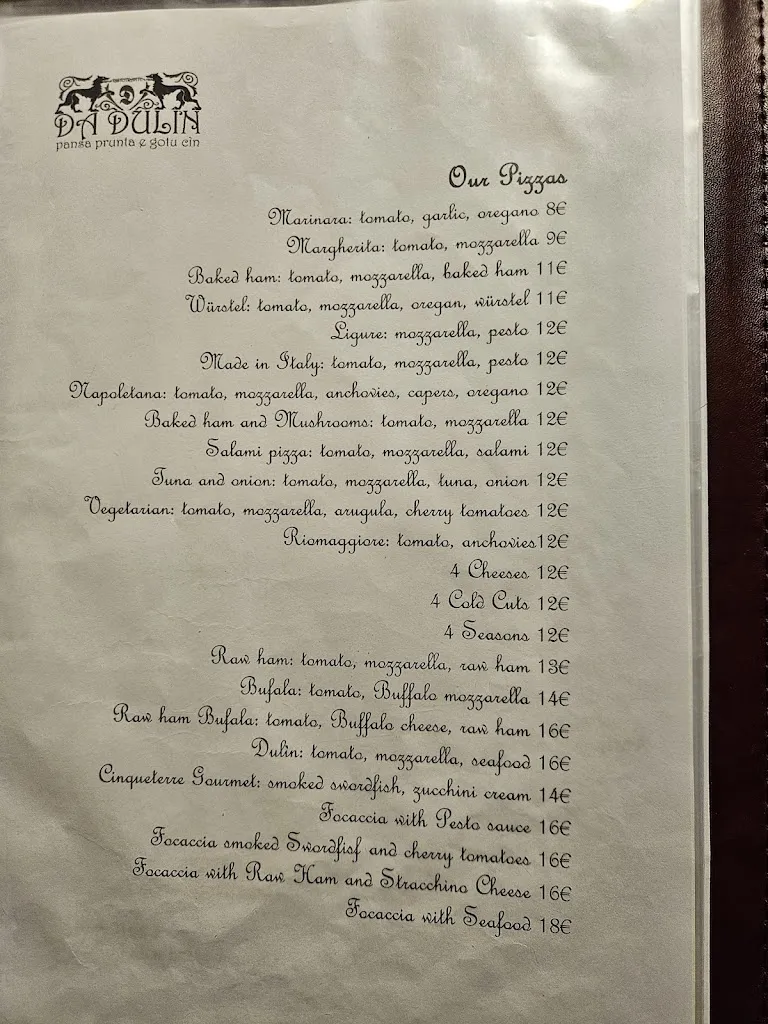 DA DULIN
pansa prunta e gotu cin
Our Pizzas
Marinara: tomato, garlic, oregano 8€
Margherita: tomato, mozzarella 9€
Baked ham: tomato, mozzarella, baked ham 11€
Würstel: tomato, mozzarella, oregan, würstel 11€
Ligure: mozzarella, pesto 12€
Made in Italy: tomato, mozzarella, pesto 12€
Napoletana: tomato, mozzarella, anchovies, capers, oregano 12€
Baked ham and Mushrooms: tomato, mozzarella 12€
Salami pizza: tomato, mozzarella, salami 12€
Tuna and onion: tomato, mozzarella, tuna, onion 12€
Vegetarian: tomato, mozzarella, arugula, cherry tomatoes 12€
Riomaggiore: tomato, anchovies12€
4 Cheeses 12€
4 Cold Cuts 12€
4 Seasons 12€
Raw ham: tomato, mozzarella, raw ham 13€
Bufala: tomato, Buffalo mozzarella 14€
Raw ham Bufala: tomato, Buffalo cheese, raw ham 16€
Dulin: tomato, mozzarella, seafood 16€
Cinqueterre Gourmet: smoked swordfish, zucchini cream 14€
Focaccia with Pesto sauce 16€
Focaccia smoked Swordfisf and cherry tomatoes 16€
Focaccia with Raw Ham and Stracchino Cheese 16€
Focaccia with Seafood 18€